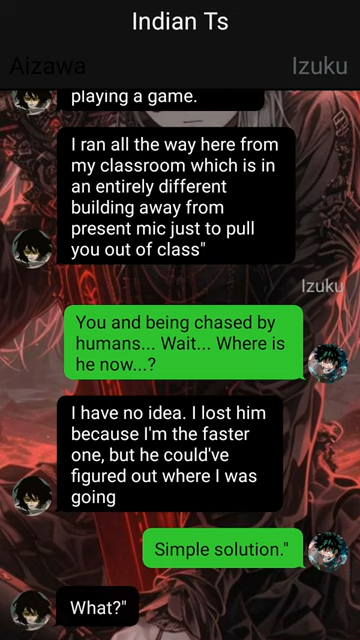 Indian Ts
Aizawa Izuku
playing a game.
I ran all the way here from
my classroom which is in
an entirely different
building away from
present mic just to pull
you out of class"
Izuku
You and being chased by
humans... Wait... Where is
he now...?
I have no idea. I lost him
because I'm the faster
one, but he could've
figured out where I was
going
Simple solution."
What?"